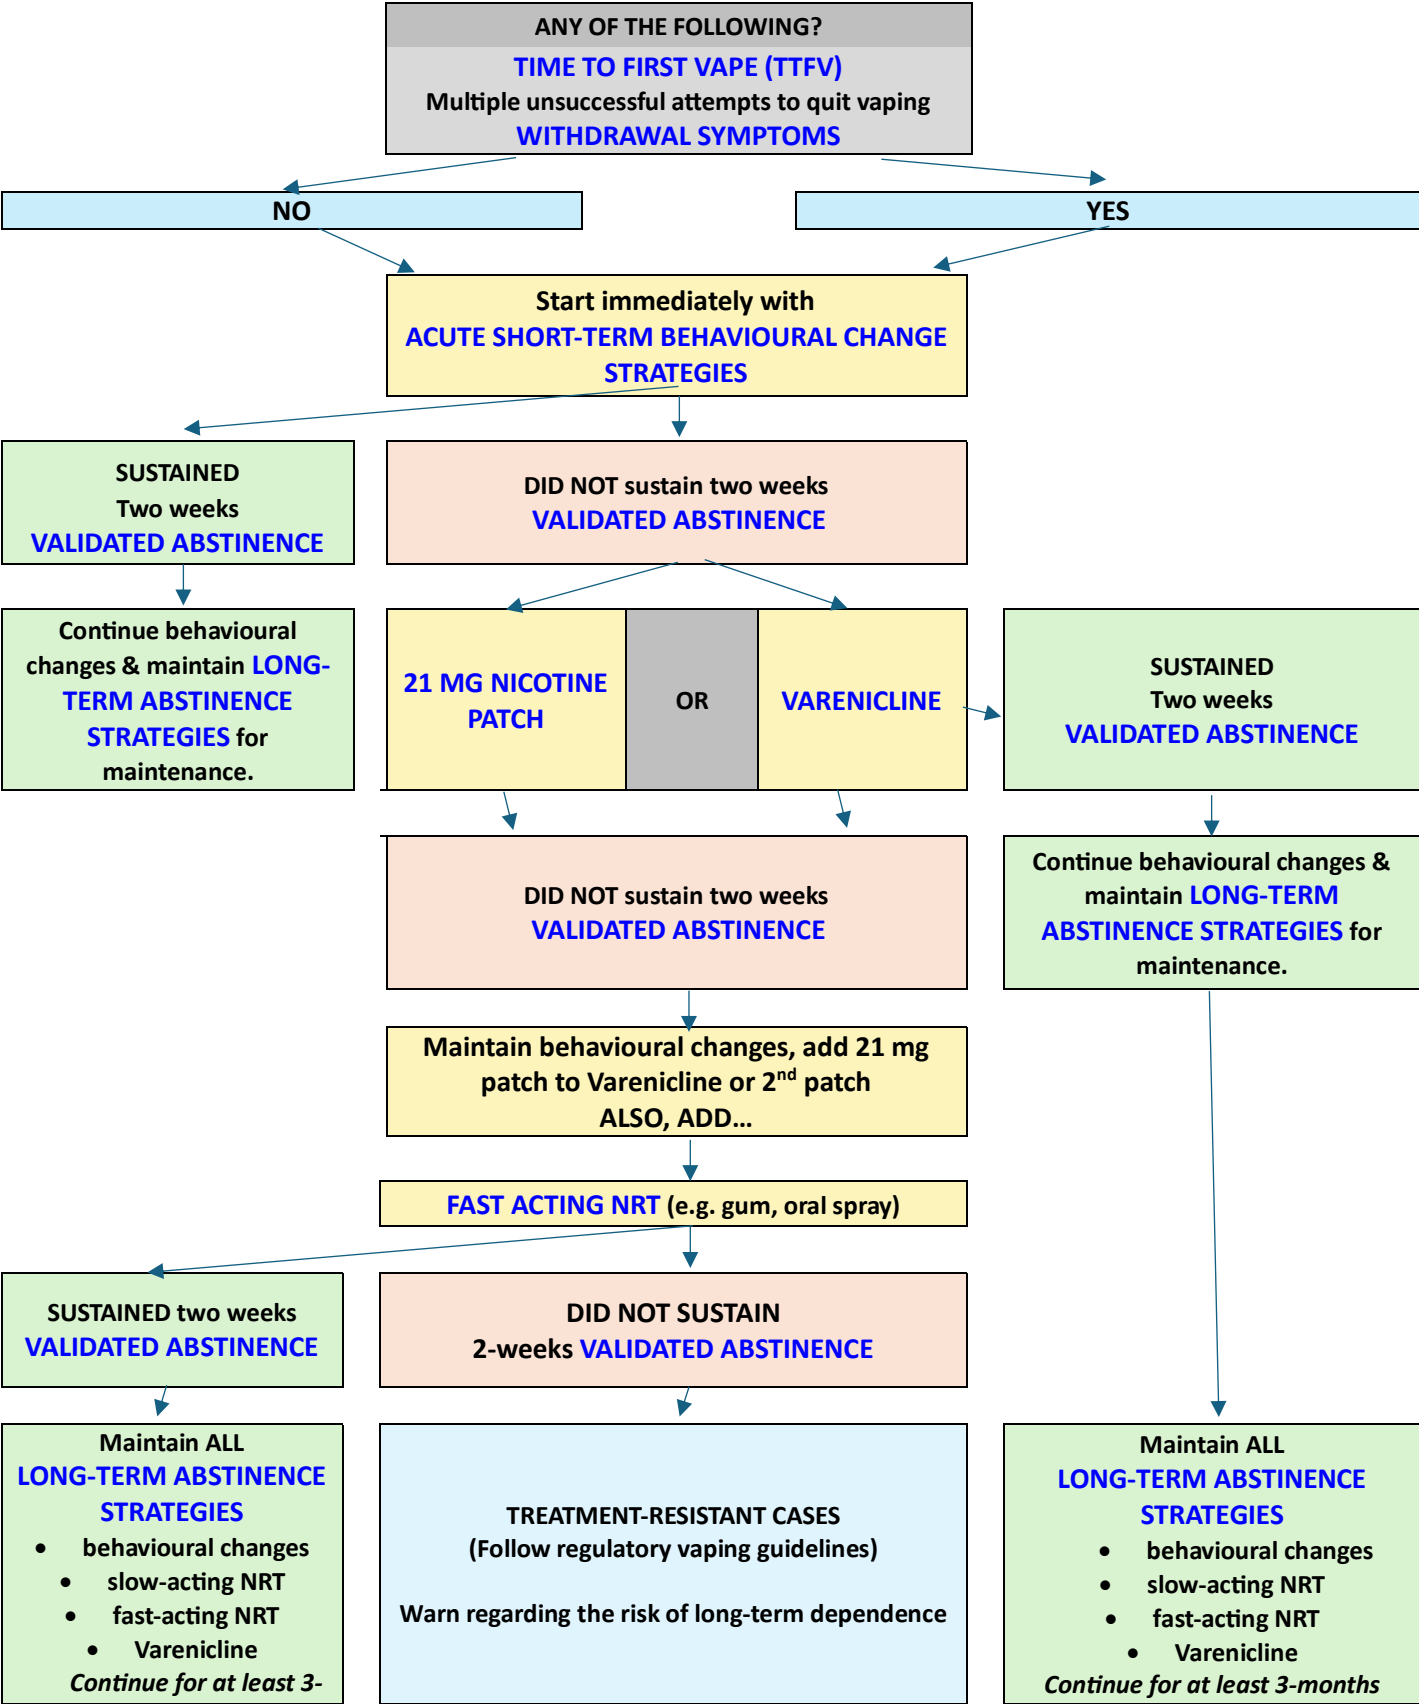 ANY OF THE FOLLOWING?
TIME TO FIRST VAPE (TTFV)
Multiple unsuccessful attempts to quit vaping
WITHDRAWAL SYMPTOMS
NO
YES
Start immediately with
ACUTE SHORT-TERM BEHAVIOURAL CHANGE
STRATEGIES
SUSTAINED
Two weeks
VALIDATED ABSTINENCE
DID NOT sustain two weeks
VALIDATED ABSTINENCE
Continue behavioural
changes & maintain LONG-
TERM ABSTINENCE
STRATEGIES for
maintenance.
21 MG NICOTINE
PATCH
OR
VARENICLINE
SUSTAINED
Two weeks
VALIDATED ABSTINENCE
DID NOT sustain two weeks
VALIDATED ABSTINENCE
Continue behavioural changes &
maintain LONG-TERM
ABSTINENCE STRATEGIES for
maintenance.
Maintain behavioural changes, add 21 mg
patch to Varenicline or 2nd patch
ALSO, ADD...
FAST ACTING NRT (e.g. gum, oral spray)
SUSTAINED two weeks
VALIDATED ABSTINENCE
DID NOT SUSTAIN
2-weeks VALIDATED ABSTINENCE
Maintain ALL
LONG-TERM ABSTINENCE
STRATEGIES
• behavioural changes
• slow-acting NRT
• fast-acting NRT
• Varenicline
Continue for at least 3-
TREATMENT-RESISTANT CASES
(Follow regulatory vaping guidelines)
Warn regarding the risk of long-term dependence
Maintain ALL
LONG-TERM ABSTINENCE
STRATEGIES
• behavioural changes
• slow-acting NRT
• fast-acting NRT
• Varenicline
Continue for at least 3-months